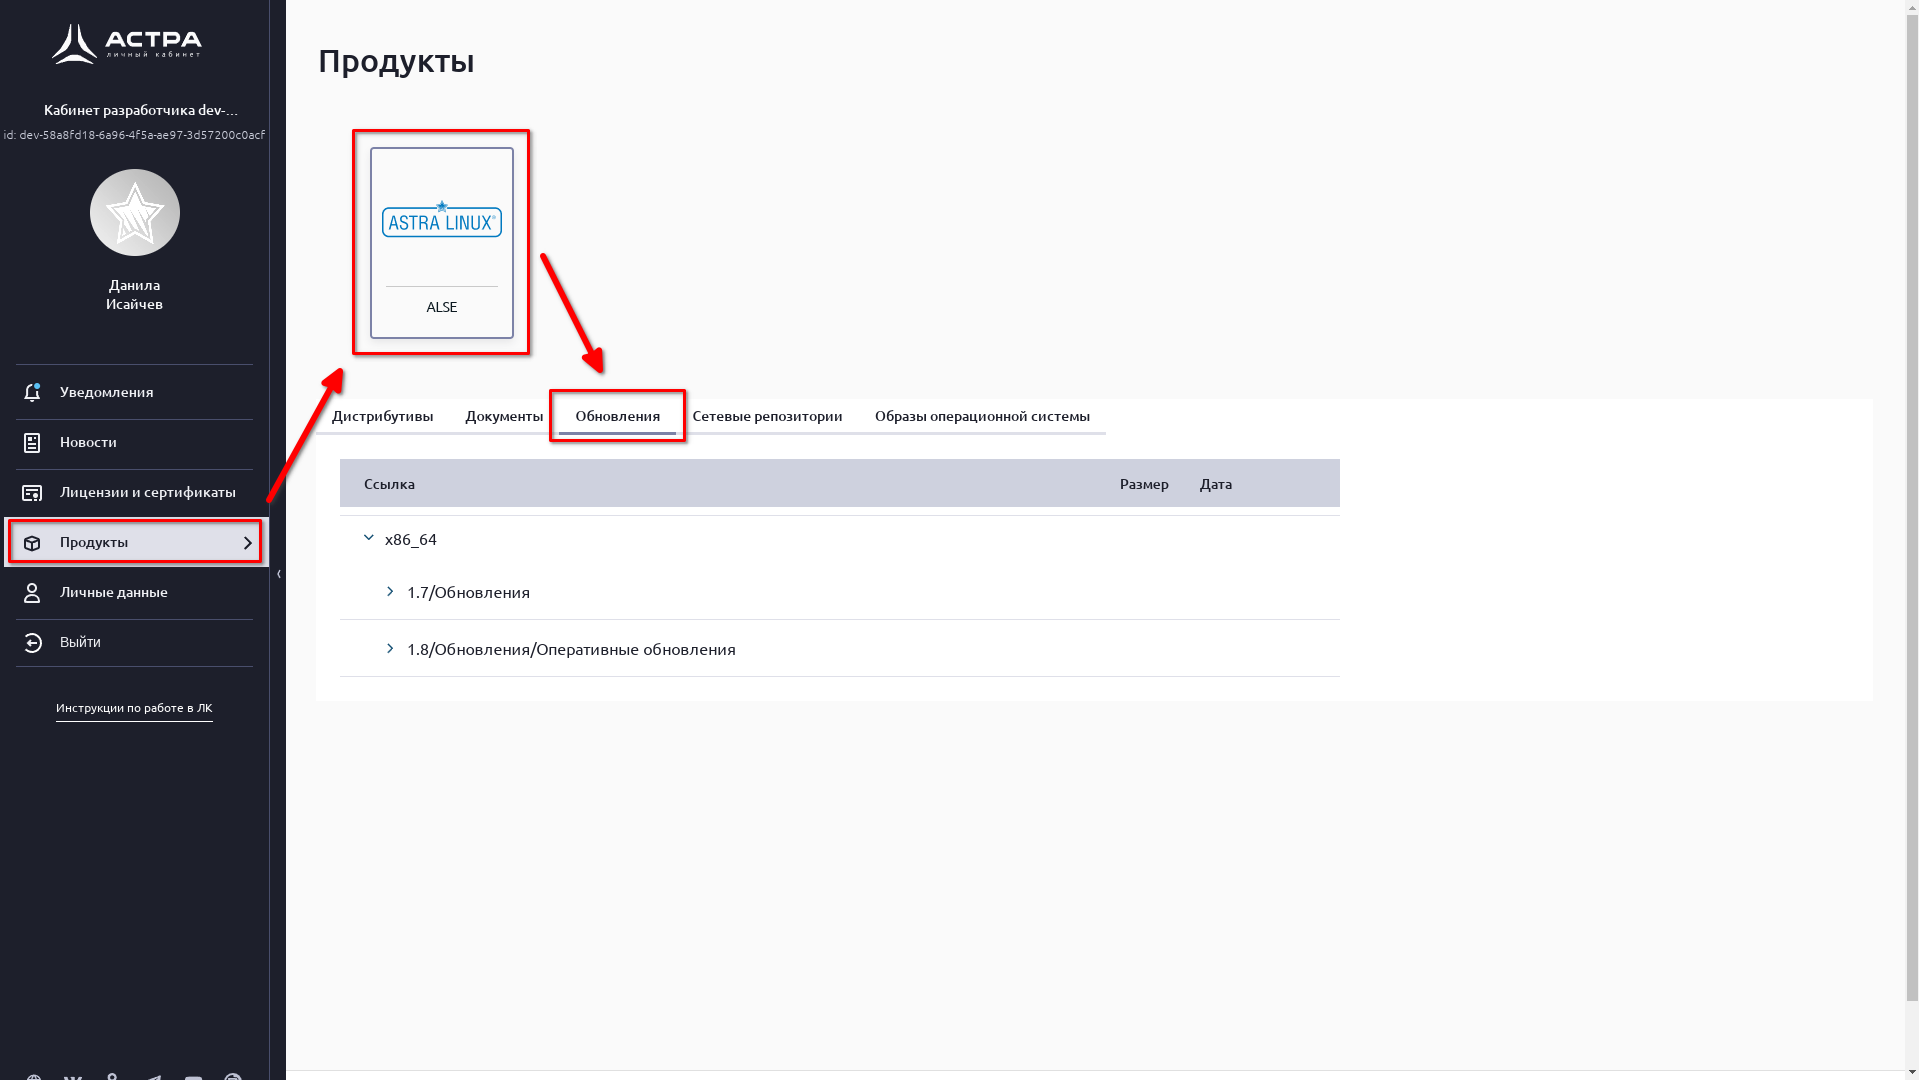 АСТРА
личный кабинет
Кабинет разработчика dev-...
id: dev-58a8fd18-6a96-4f5a-ae97-3d57200c0acf
Данила
Исайчев
Уведомления
Новости
Лицензии и сертификаты
Продукты
Личные данные
Выйти
Инструкции по работе в ЛК
Продукты
ASTRA LINUX®
ALSE
Дистрибутивы Документы Обновления Сетевые репозитории Образы операционной системы
Ссылка Размер Дата
x86_64
1.7/Обновления
1.8/Обновления/Оперативные обновления